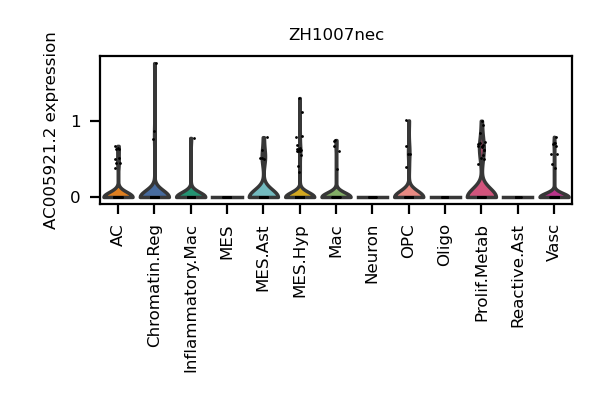 ZH1007nec
AC005921.2 expression
1
0
AC
Chromatin.Reg
Inflammatory.Mac
MES
MES.Ast
MES.Hyp
Mac
Neuron
OPC
Oligo
Prolif.Metab
Reactive.Ast
Vasc